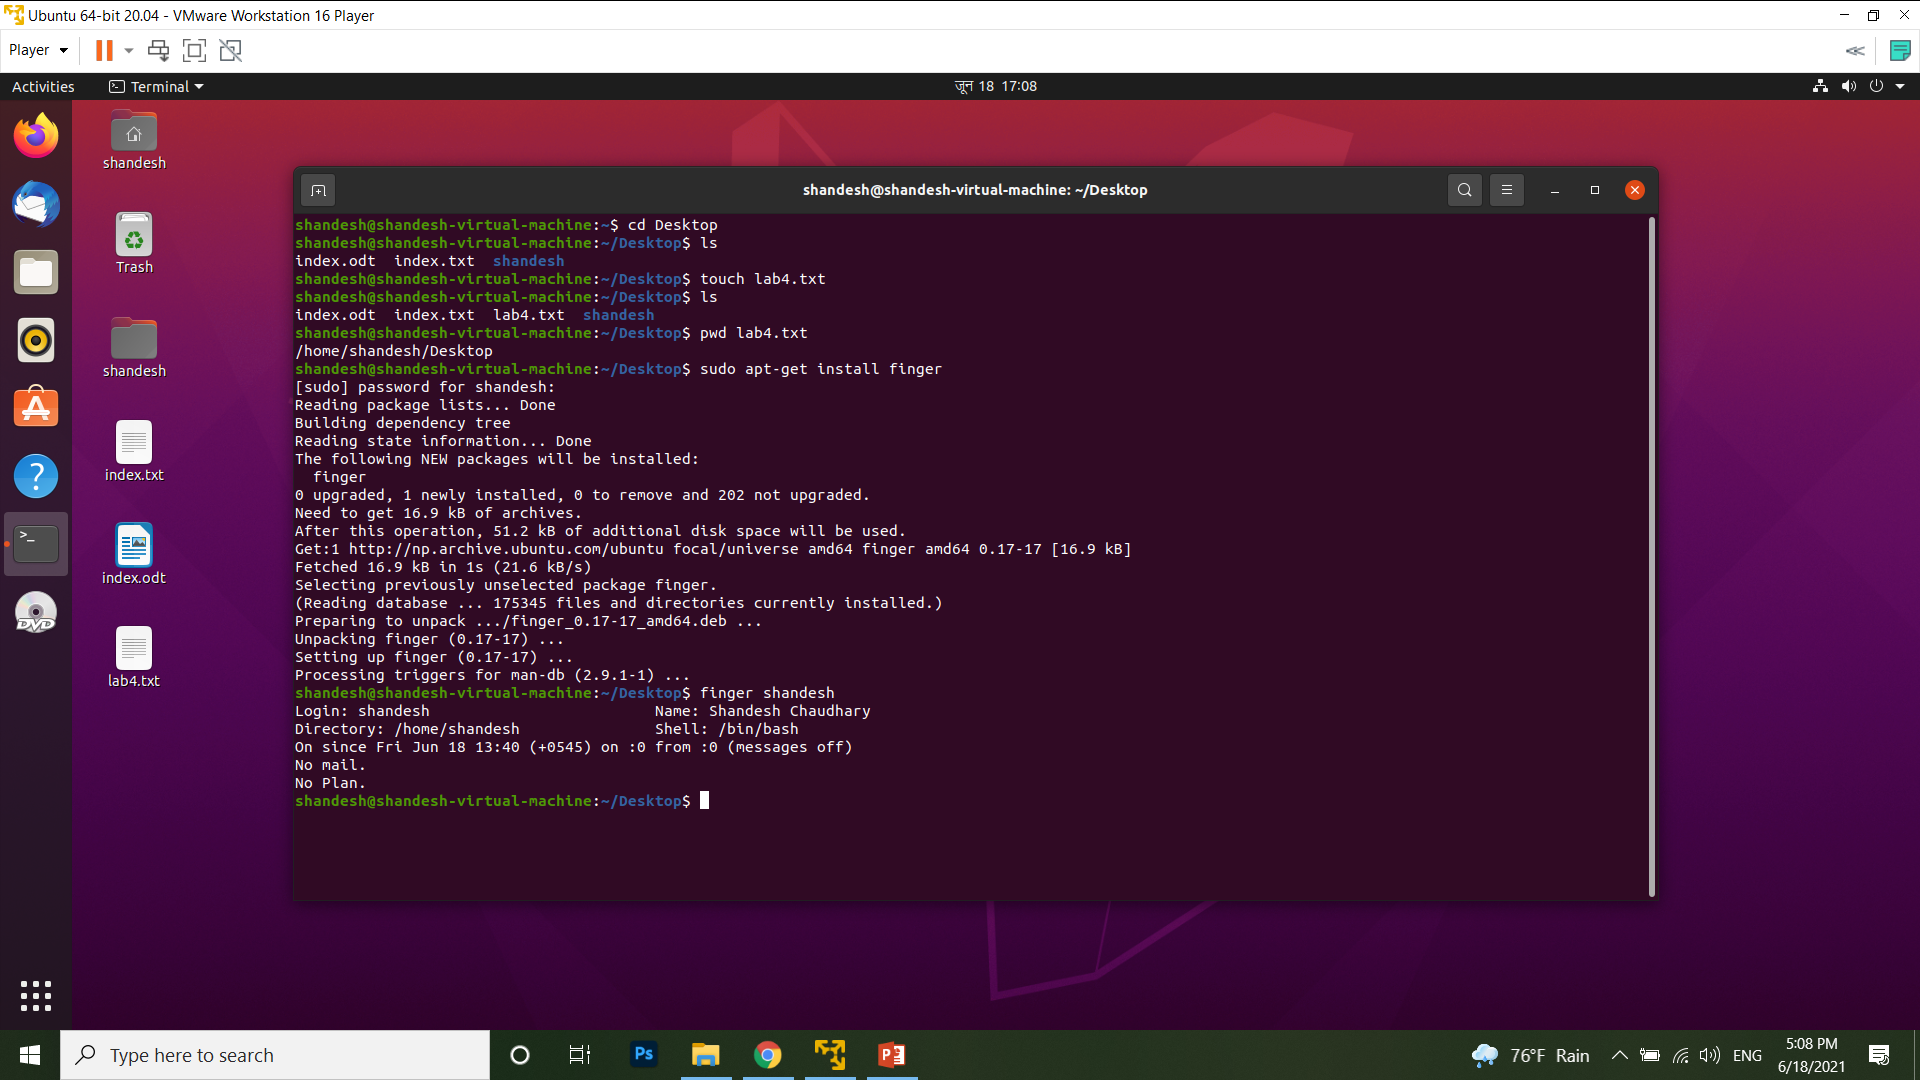 Ubuntu 64-bit 20.04 - VMware Workstation 16 Player
Player
Activities Terminal जून 18 17:08
shandesh
Trash
shandesh
index.txt
index.odt
lab4.txt
DVD
shandesh@shandesh-virtual-machine: ~/Desktop
shandesh@shandesh-virtual-machine:~$ cd Desktop
shandesh@shandesh-virtual-machine:~/Desktop$ ls
index.odt  index.txt  shandesh
shandesh@shandesh-virtual-machine:~/Desktop$ touch lab4.txt
shandesh@shandesh-virtual-machine:~/Desktop$ ls
index.odt  index.txt  lab4.txt  shandesh
shandesh@shandesh-virtual-machine:~/Desktop$ pwd lab4.txt
/home/shandesh/Desktop
shandesh@shandesh-virtual-machine:~/Desktop$ sudo apt-get install finger
[sudo] password for shandesh:
Reading package lists... Done
Building dependency tree
Reading state information... Done
The following NEW packages will be installed:
  finger
0 upgraded, 1 newly installed, 0 to remove and 202 not upgraded.
Need to get 16.9 kB of archives.
After this operation, 51.2 kB of additional disk space will be used.
Get:1 http://np.archive.ubuntu.com/ubuntu focal/universe amd64 finger amd64 0.17-17 [16.9 kB]
Fetched 16.9 kB in 1s (21.6 kB/s)
Selecting previously unselected package finger.
(Reading database ... 175345 files and directories currently installed.)
Preparing to unpack .../finger_0.17-17_amd64.deb ...
Unpacking finger (0.17-17) ...
Setting up finger (0.17-17) ...
Processing triggers for man-db (2.9.1-1) ...
shandesh@shandesh-virtual-machine:~/Desktop$ finger shandesh
Login: shandesh                         Name: Shandesh Chaudhary
Directory: /home/shandesh               Shell: /bin/bash
On since Fri Jun 18 13:40 (+0545) on :0 from :0 (messages off)
No mail.
No Plan.
shandesh@shandesh-virtual-machine:~/Desktop$
Type here to search
Ps
P
76°F Rain
ENG
5:08 PM
6/18/2021